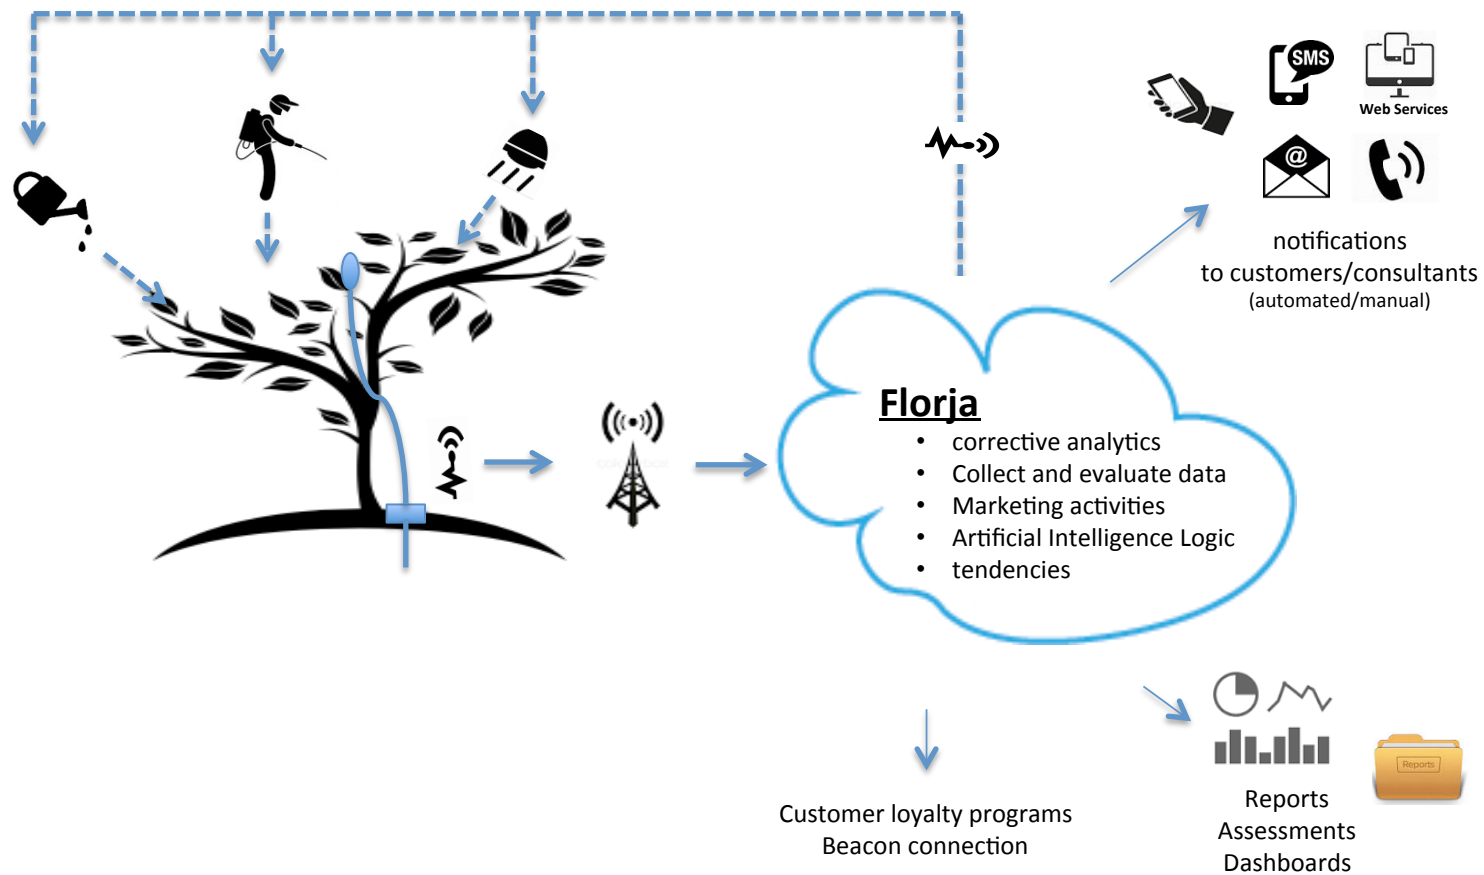 SMS
Web Services
@
notifications
to customers/consultants
(automated/manual)
Florja
• corrective analytics
• Collect and evaluate data
• Marketing activities
• Artificial Intelligence Logic
• tendencies
Customer loyalty programs
Beacon connection
Reports
Reports
Assessments
Dashboards